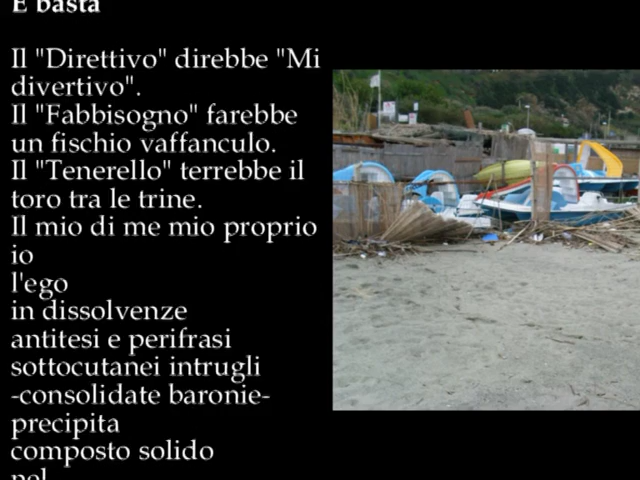 E basta
Il "Direttivo" direbbe "Mi
divertivo".
Il "Fabbisogno" farebbe
un fischio vaffanculo.
Il "Tenerello" terrebbe il
toro tra le trine.
Il mio di me mio proprio
io
l'ego
in dissolvenze
antitesi e perifrasi
sottocutanei intrugli
-consolidate baronie-
precipita
composto solido
nel